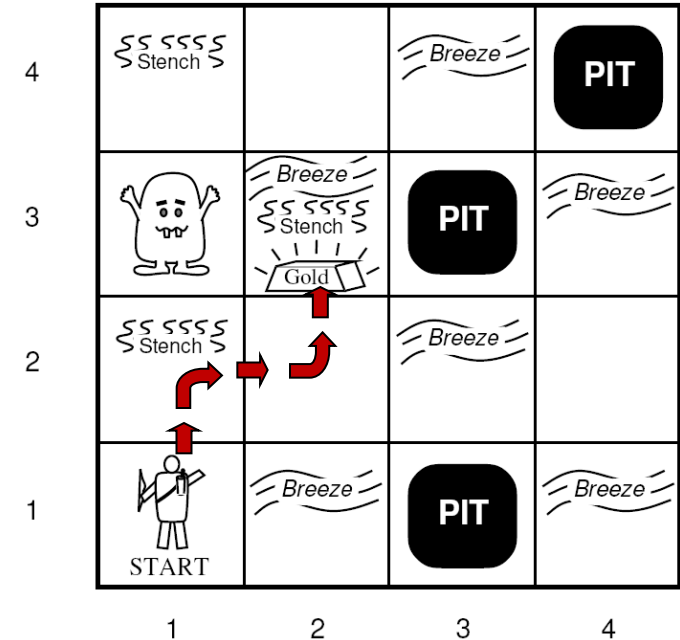 4
Stench
Breeze
PIT
3
Breeze
Stench
Gold
PIT
Breeze
2
Stench
Breeze
1
START
Breeze
PIT
Breeze
1 2 3 4